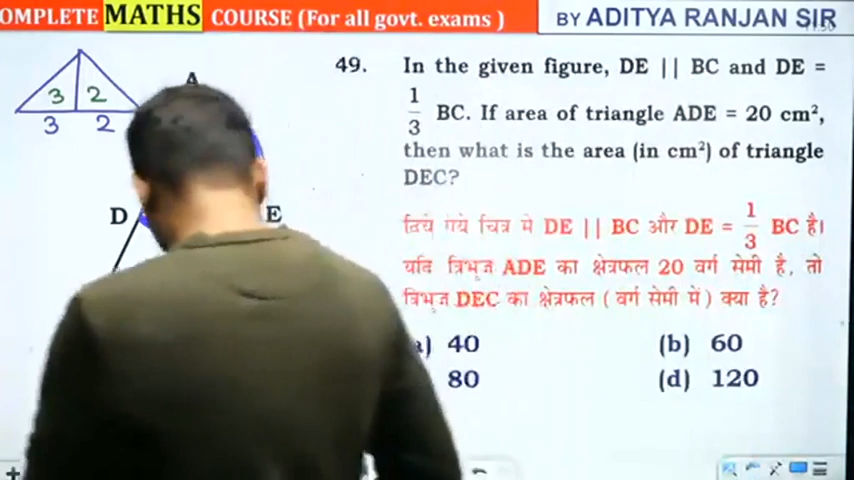 OMPLETE MATHS COURSE (For all govt. exams )
BY ADITYA RANJAN SIR
3 2
3 2
A
D E
49. In the given figure, DE || BC and DE =
1/3 BC. If area of triangle ADE = 20 cm²,
then what is the area (in cm²) of triangle
DEC?
दिये गये चित्र में DE || BC और DE = 1/3 BC है।
यदि त्रिभुज ADE का क्षेत्रफल 20 वर्ग सेमी है, तो
त्रिभुज DEC का क्षेत्रफल ( वर्ग सेमी में ) क्या है?
a) 40 (b) 60
80 (d) 120